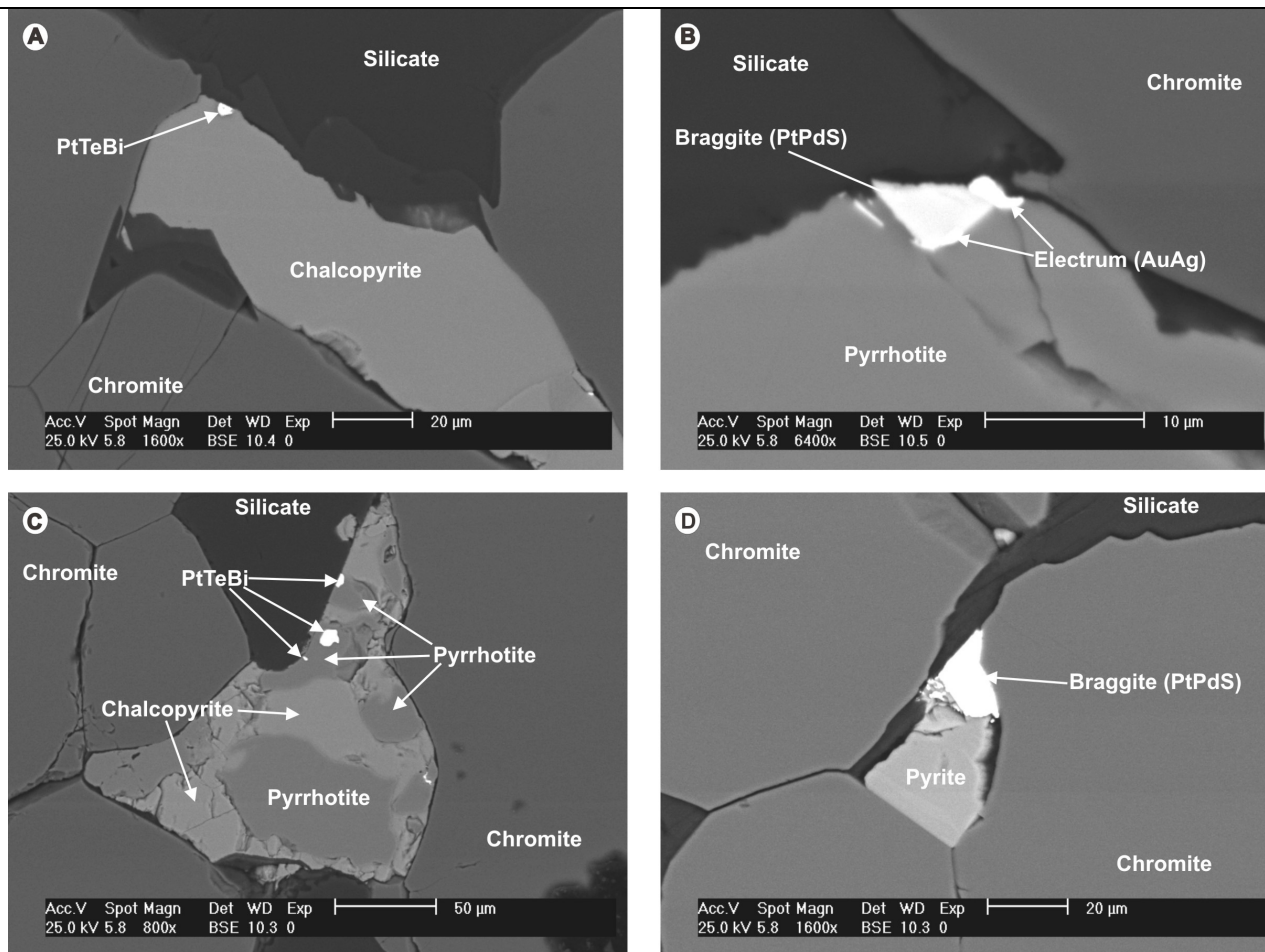 A
Silicate
PtTeBi
Chalcopyrite
Chromite
Acc.V Spot Magn Det WD Exp 20 µm
25.0 kV 5.8 1600x BSE 10.4 0
B
Silicate
Chromite
Braggite (PtPdS)
Electrum (AuAg)
Pyrrhotite
Acc.V Spot Magn Det WD Exp 10 µm
25.0 kV 5.8 6400x BSE 10.5 0
C
Silicate
Chromite
PtTeBi
Pyrrhotite
Chalcopyrite
Pyrrhotite
Chromite
Acc.V Spot Magn Det WD Exp 50 µm
25.0 kV 5.8 800x BSE 10.3 0
D
Silicate
Chromite
Braggite (PtPdS)
Pyrite
Chromite
Acc.V Spot Magn Det WD Exp 20 µm
25.0 kV 5.8 1600x BSE 10.3 0